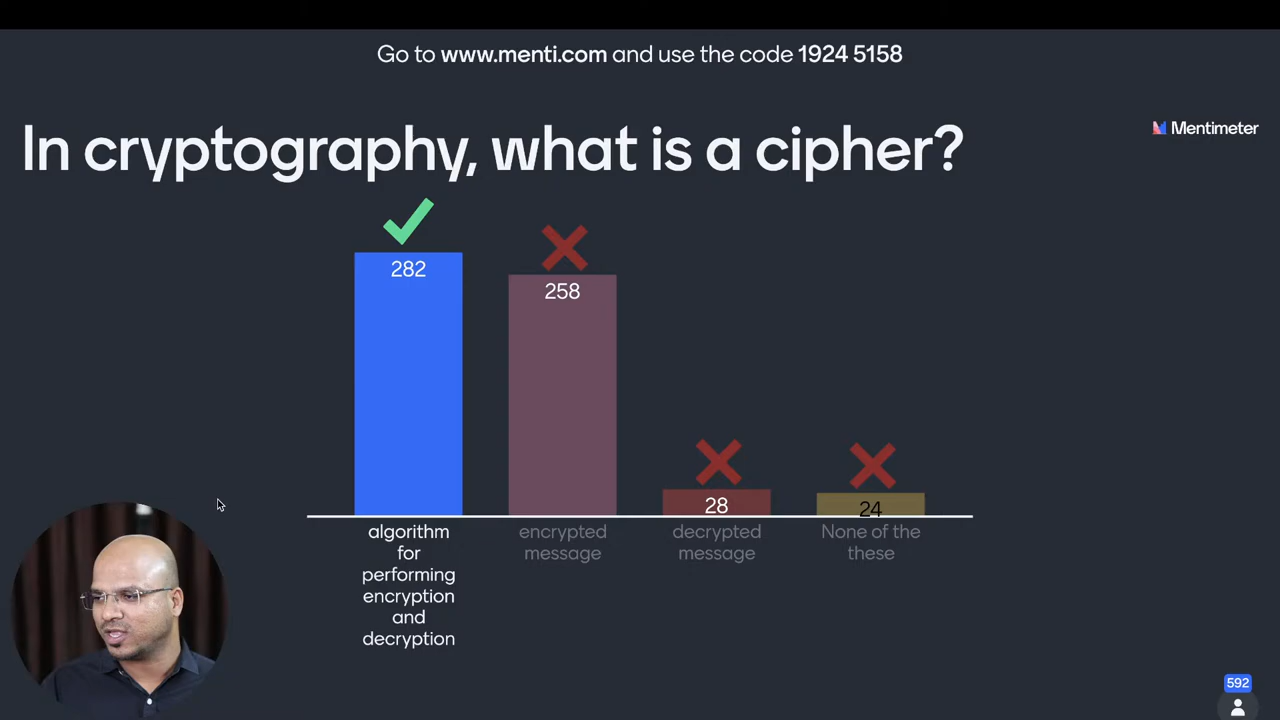 Go to www.menti.com and use the code 1924 5158
Mentimeter
In cryptography, what is a cipher?
282
258
28
24
algorithm
for
performing
encryption
and
decryption
encrypted
message
decrypted
message
None of the
these
592